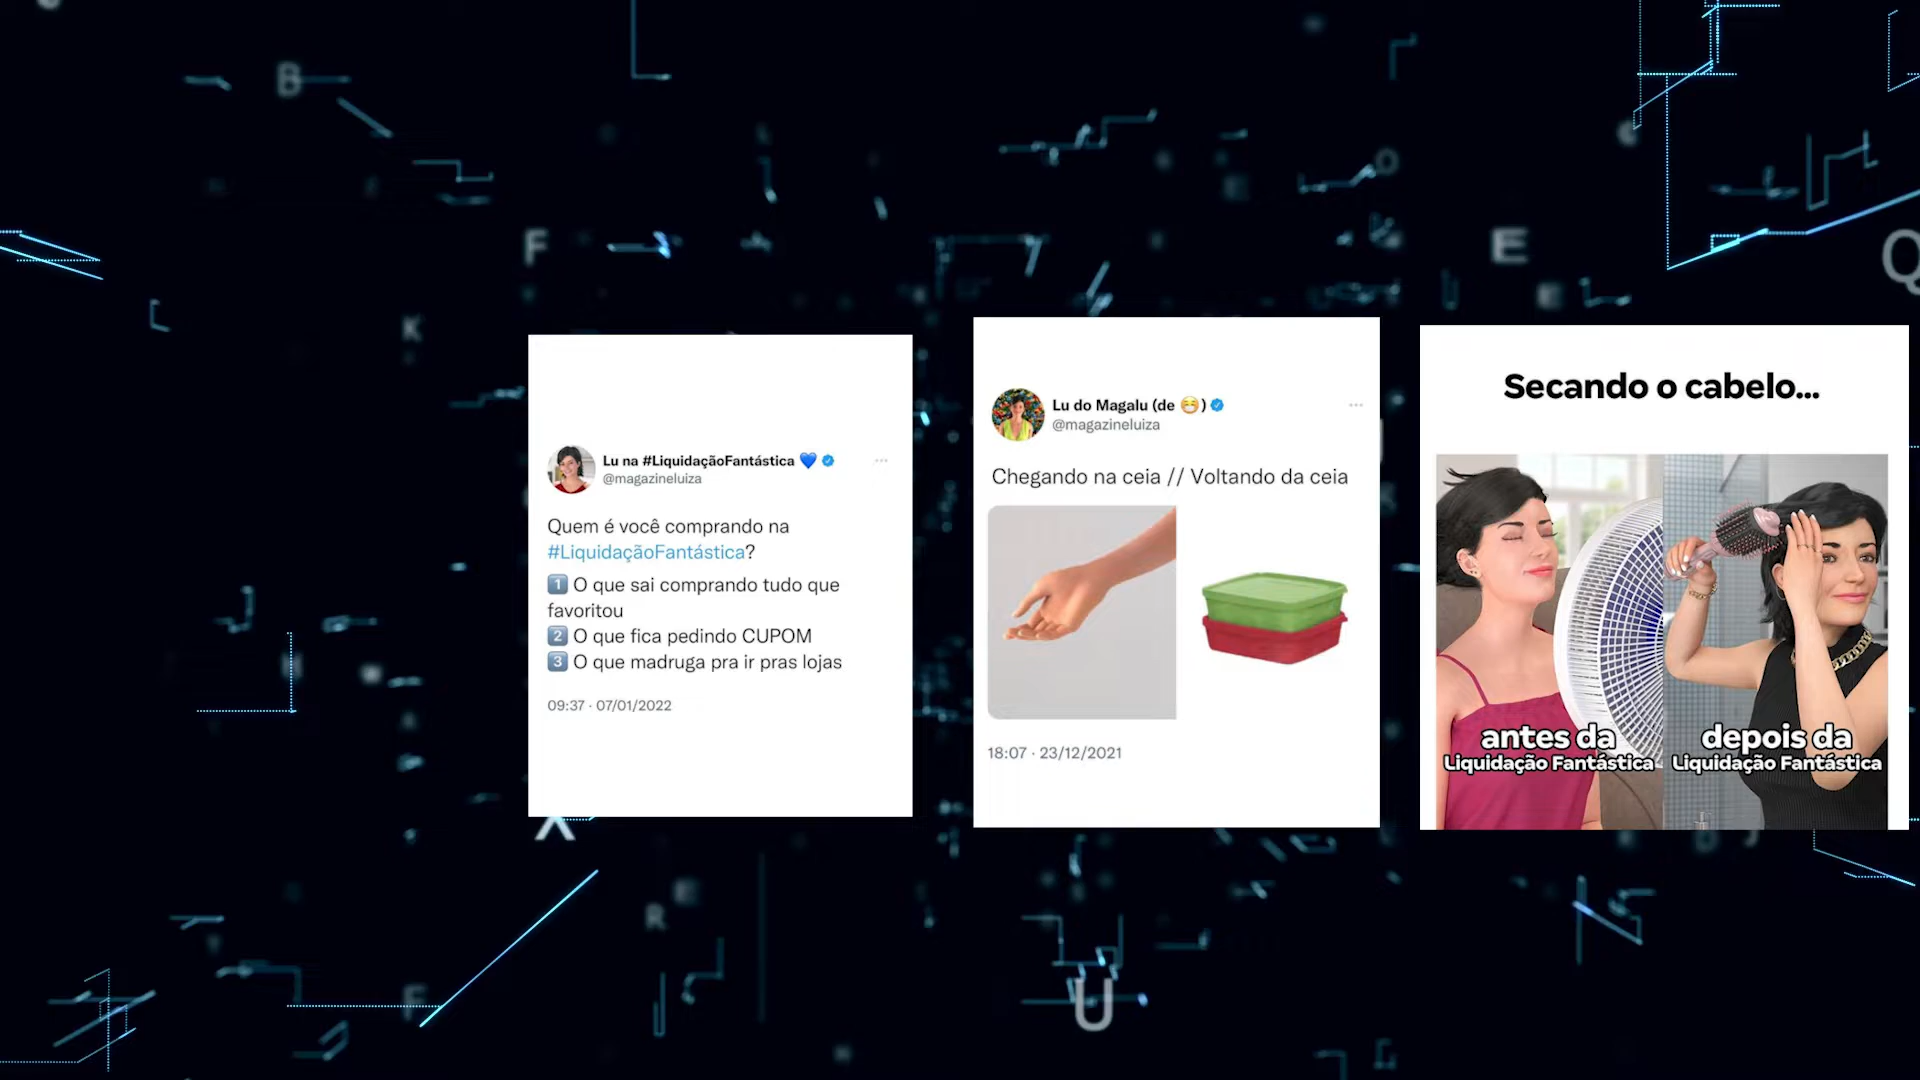 Lu na #LiquidaçãoFantástica 💙
@magazineluiza
Quem é você comprando na
#LiquidaçãoFantástica?
1️⃣ O que sai comprando tudo que
favoritou
2️⃣ O que fica pedindo CUPOM
3️⃣ O que madruga pra ir pras lojas
09:37 · 07/01/2022
Lu do Magalu (de 😷)
@magazineluiza
Chegando na ceia // Voltando da ceia
18:07 · 23/12/2021
Secando o cabelo...
antes da
Liquidação Fantástica
depois da
Liquidação Fantástica
B
F
K
E
E
Q
O
C
E
X
R
E
F
U